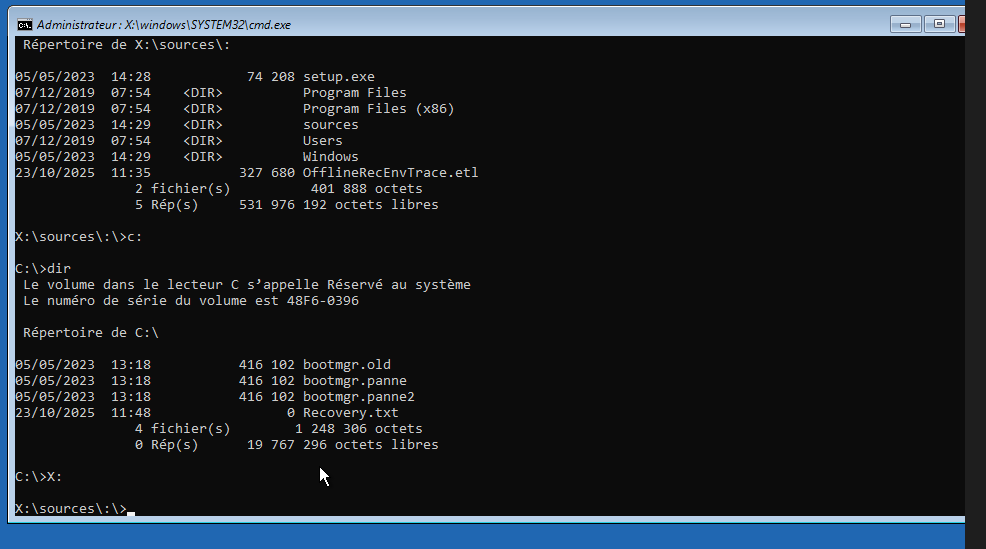 Administrateur : X:\windows\SYSTEM32\cmd.exe
Répertoire de X:\sources\:
05/05/2023  14:28            74 208 setup.exe
07/12/2019  07:54    <DIR>          Program Files
07/12/2019  07:54    <DIR>          Program Files (x86)
05/05/2023  14:29    <DIR>          sources
07/12/2019  07:54    <DIR>          Users
05/05/2023  14:29    <DIR>          Windows
23/10/2025  11:35           327 680 OfflineRecEnvTrace.etl
2 fichier(s)          401 888 octets
5 Rép(s)     531 976 192 octets libres
X:\sources\:\>c:
C:\>dir
Le volume dans le lecteur C s’appelle Réservé au système
Le numéro de série du volume est 48F6-0396
Répertoire de C:\
05/05/2023  13:18           416 102 bootmgr.old
05/05/2023  13:18           416 102 bootmgr.panne
05/05/2023  13:18           416 102 bootmgr.panne2
23/10/2025  11:48                 0 Recovery.txt
4 fichier(s)        1 248 306 octets
0 Rép(s)      19 767 296 octets libres
C:\>X:
X:\sources\:\>